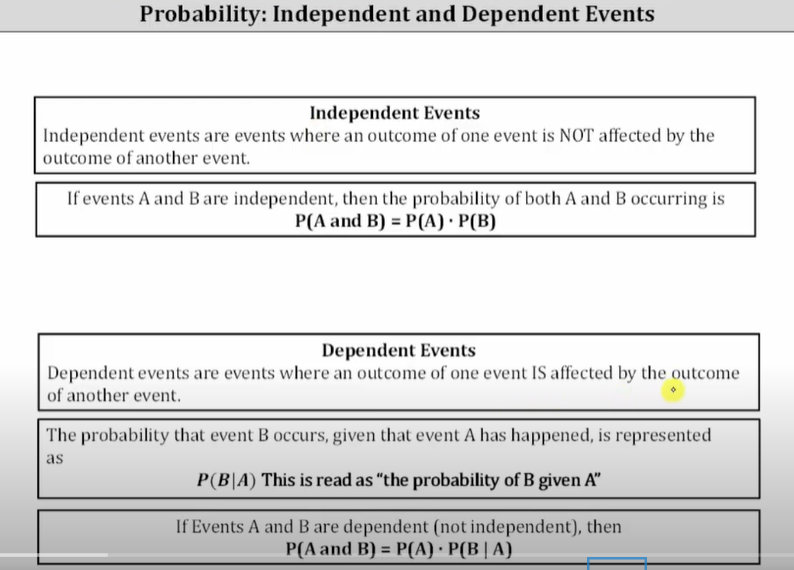 Probability: Independent and Dependent Events
Independent Events
Independent events are events where an outcome of one event is NOT affected by the
outcome of another event.
If events A and B are independent, then the probability of both A and B occurring is
P(A and B) = P(A) · P(B)
Dependent Events
Dependent events are events where an outcome of one event IS affected by the outcome
of another event.
The probability that event B occurs, given that event A has happened, is represented
as
P(B|A) This is read as "the probability of B given A"
If Events A and B are dependent (not independent), then
P(A and B) = P(A) · P(B | A)